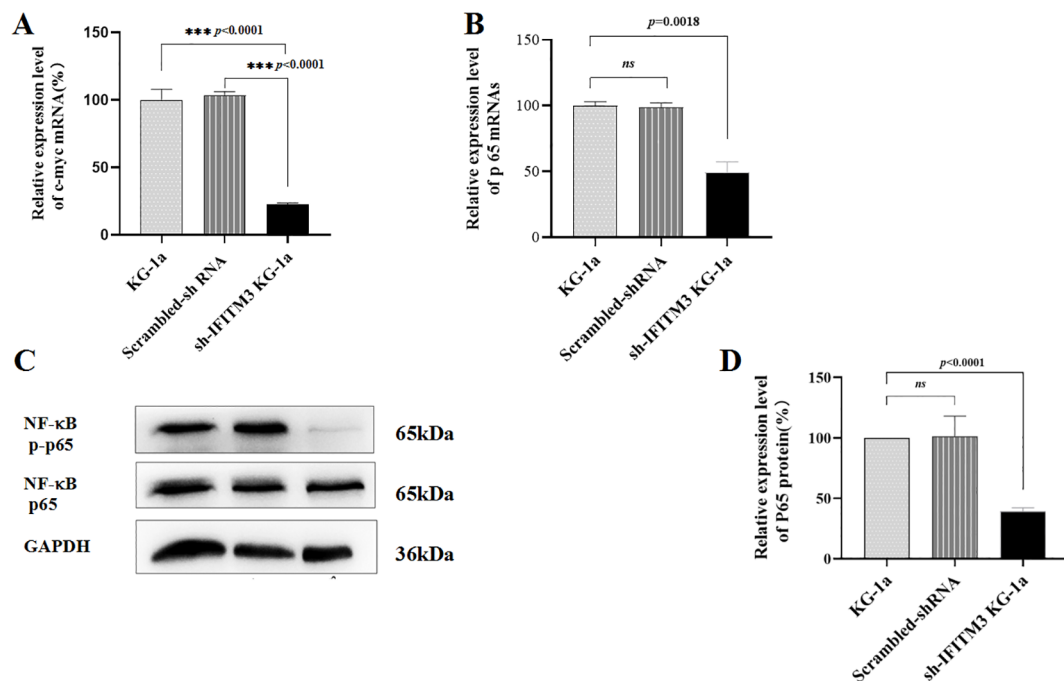 A
Relative expression level
of c-myc mRNA(%)
150
100
50
0
*** p<0.0001
*** p<0.0001
KG-1a
Scrambled-sh RNA
sh-IFITM3 KG-1a
B
Relative expression level
of p 65 mRNAs
150
100
50
0
p=0.0018
ns
KG-1a
Scrambled-shRNA
sh-IFITM3 KG-1a
C
NF-κB
p-p65
65kDa
NF-κB
p65
65kDa
GAPDH
36kDa
D
Relative expression level
of P65 protein(%)
150
100
50
0
p<0.0001
ns
KG-1a
Scrambled-shRNA
sh-IFITM3 KG-1a